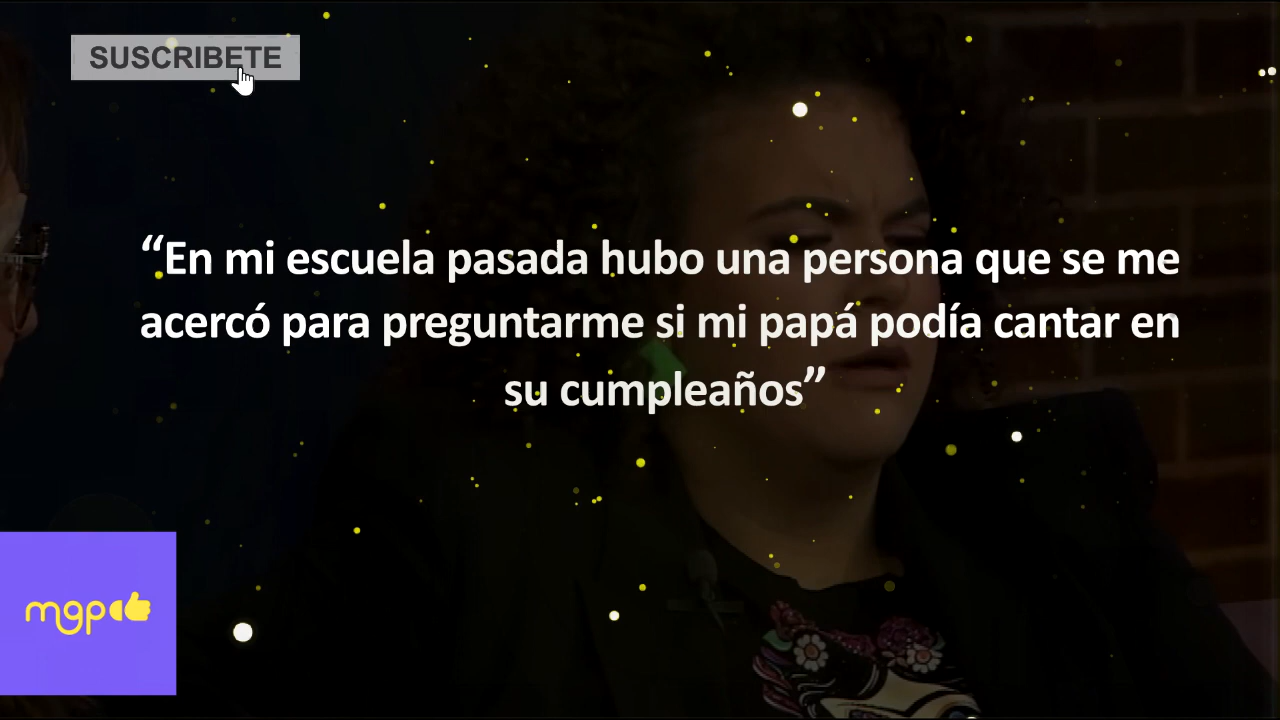 SUSCRIBETE
“En mi escuela pasada hubo una persona que se me
acercó para preguntarme si mi papá podía cantar en
su cumpleaños”
mgp